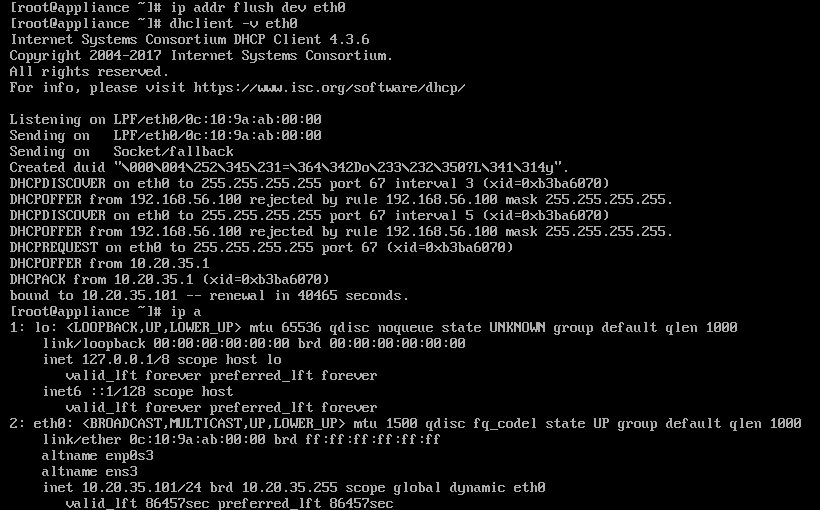 [root@appliance ~]# ip addr flush dev eth0
[root@appliance ~]# dhclient -v eth0
Internet Systems Consortium DHCP Client 4.3.6
Copyright 2004-2017 Internet Systems Consortium.
All rights reserved.
For info, please visit https://www.isc.org/software/dhcp/
Listening on LPF/eth0/0c:10:9a:ab:00:00
Sending on   LPF/eth0/0c:10:9a:ab:00:00
Sending on   Socket/fallback
Created duid "\000\004\252\345\231=\364\342Do\233\232\350?L\341\314y".
DHCPDISCOVER on eth0 to 255.255.255.255 port 67 interval 3 (xid=0xb3ba6070)
DHCPOFFER from 192.168.56.100 rejected by rule 192.168.56.100 mask 255.255.255.255.
DHCPDISCOVER on eth0 to 255.255.255.255 port 67 interval 5 (xid=0xb3ba6070)
DHCPOFFER from 192.168.56.100 rejected by rule 192.168.56.100 mask 255.255.255.255.
DHCPREQUEST on eth0 to 255.255.255.255 port 67 (xid=0xb3ba6070)
DHCPOFFER from 10.20.35.1
DHCPACK from 10.20.35.1 (xid=0xb3ba6070)
bound to 10.20.35.101 -- renewal in 40465 seconds.
[root@appliance ~]# ip a
1: lo: <LOOPBACK,UP,LOWER_UP> mtu 65536 qdisc noqueue state UNKNOWN group default qlen 1000
    link/loopback 00:00:00:00:00:00 brd 00:00:00:00:00:00
    inet 127.0.0.1/8 scope host lo
       valid_lft forever preferred_lft forever
    inet6 ::1/128 scope host
       valid_lft forever preferred_lft forever
2: eth0: <BROADCAST,MULTICAST,UP,LOWER_UP> mtu 1500 qdisc fq_codel state UP group default qlen 1000
    link/ether 0c:10:9a:ab:00:00 brd ff:ff:ff:ff:ff:ff
    altname enp0s3
    altname ens3
    inet 10.20.35.101/24 brd 10.20.35.255 scope global dynamic eth0
       valid_lft 86457sec preferred_lft 86457sec